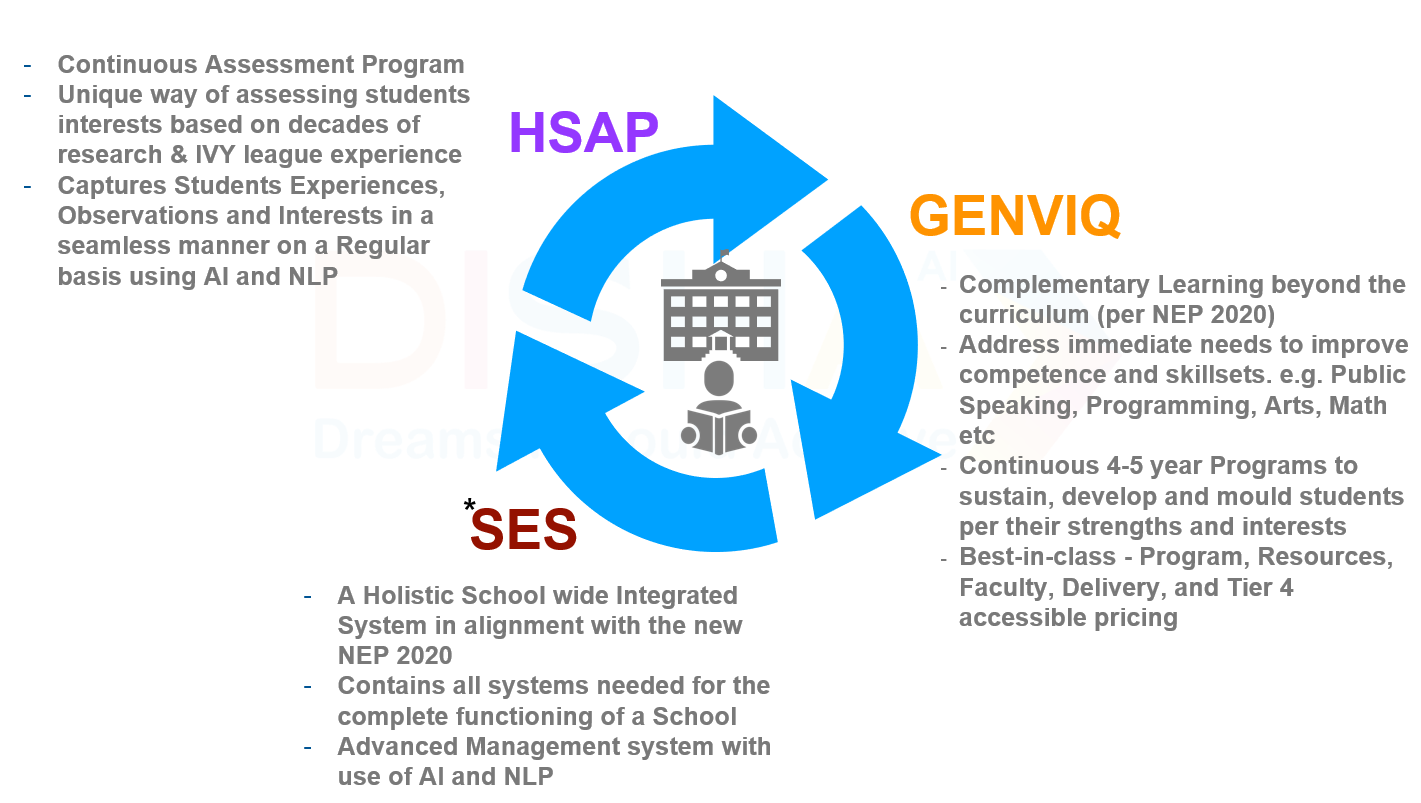 - Continuous Assessment Program
- Unique way of assessing students
interests based on decades of
research & IVY league experience
- Captures Students Experiences,
Observations and Interests in a
seamless manner on a Regular
basis using AI and NLP
HSAP
GENVIQ
- Complementary Learning beyond the
curriculum (per NEP 2020)
- Address immediate needs to improve
competence and skillsets. e.g. Public
Speaking, Programming, Arts, Math
etc
- Continuous 4-5 year Programs to
sustain, develop and mould students
per their strengths and interests
- Best-in-class - Program, Resources,
Faculty, Delivery, and Tier 4
accessible pricing
*SES
- A Holistic School wide Integrated
System in alignment with the new
NEP 2020
- Contains all systems needed for the
complete functioning of a School
- Advanced Management system with
use of AI and NLP
AI
Dreams